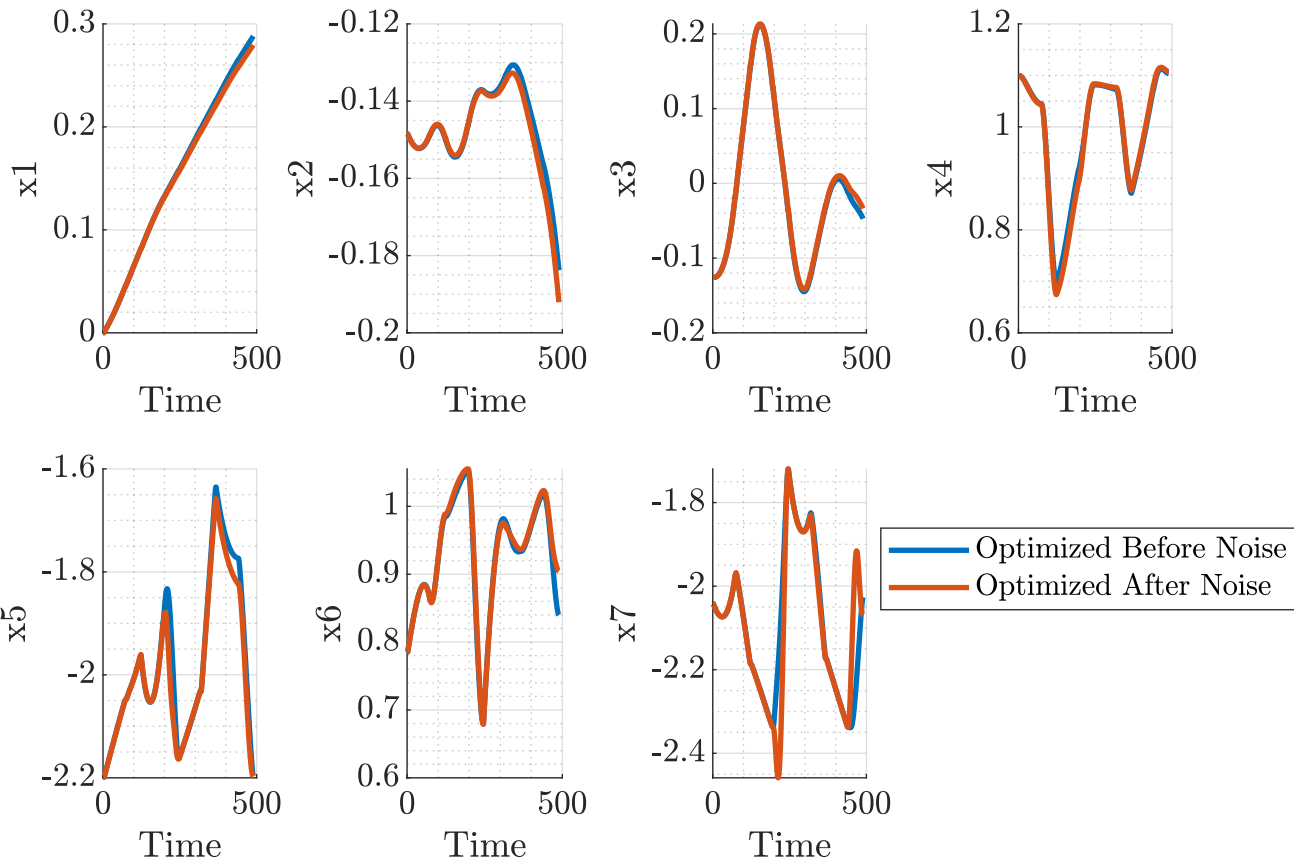 0.3
0.2
0.1
0
x1
0
500
Time
-0.12
-0.14
-0.16
-0.18
-0.2
x2
0
500
Time
0.2
0.1
0
-0.1
-0.2
x3
0
500
Time
1.2
1
0.8
0.6
x4
0
500
Time
-1.6
-1.8
-2
-2.2
x5
0
500
Time
1
0.9
0.8
0.7
0.6
x6
0
500
Time
-1.8
-2
-2.2
-2.4
x7
0
500
Time
Optimized Before Noise
Optimized After Noise